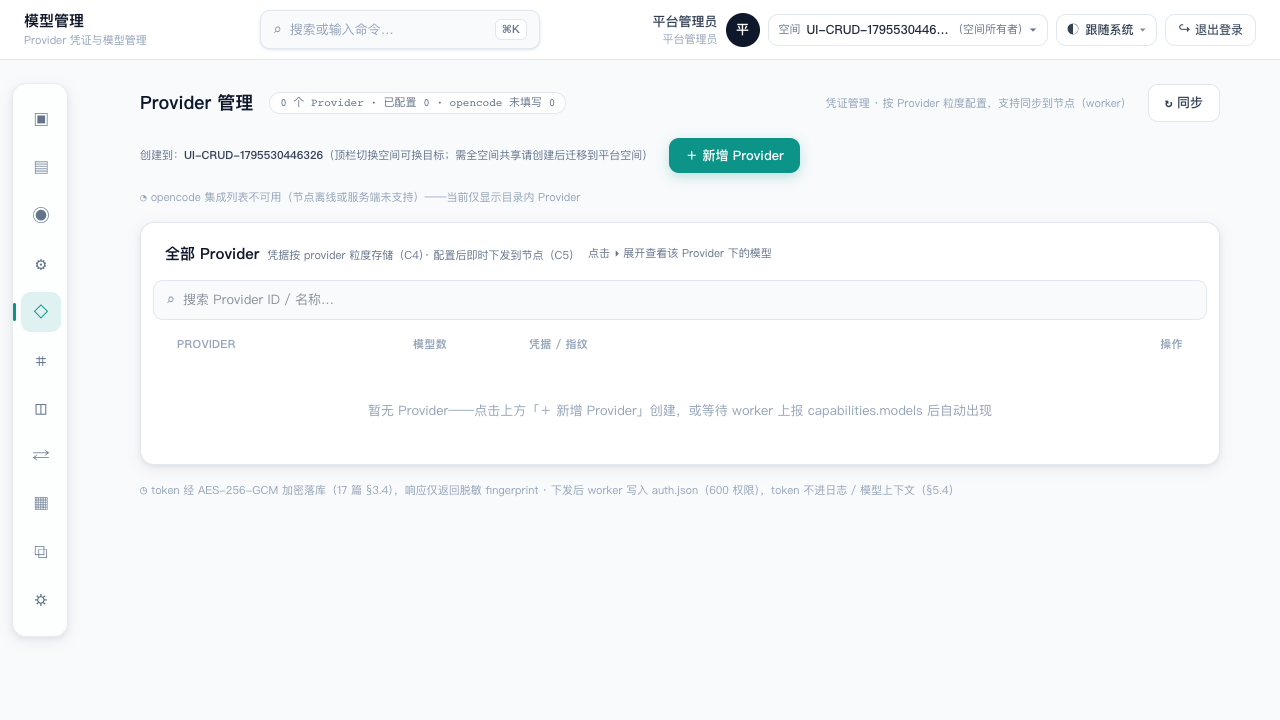 模型管理
Provider 凭证与模型管理
搜索或输入命令…
⌘K
平台管理员
平台管理员
平
空间 UI-CRUD-1795530446… (空间所有者)
跟随系统
退出登录
Provider 管理
0 个 Provider · 已配置 0 · opencode 未填写 0
凭证管理 · 按 Provider 粒度配置，支持同步到节点（worker）
↻ 同步
创建到：UI-CRUD-1795530446326（顶栏切换空间可换目标；需全空间共享请创建后迁移到平台空间）
＋ 新增 Provider
opencode 集成列表不可用（节点离线或服务端未支持）——当前仅显示目录内 Provider
全部 Provider 凭据按 provider 粒度存储（C4）· 配置后即时下发到节点（C5） 点击 ▸ 展开查看该 Provider 下的模型
搜索 Provider ID / 名称…
PROVIDER 模型数 凭据 / 指纹 操作
暂无 Provider——点击上方「＋ 新增 Provider」创建，或等待 worker 上报 capabilities.models 后自动出现
token 经 AES-256-GCM 加密落库（17 篇 §3.4），响应仅返回脱敏 fingerprint · 下发后 worker 写入 auth.json（600 权限），token 不进日志 / 模型上下文（§5.4）